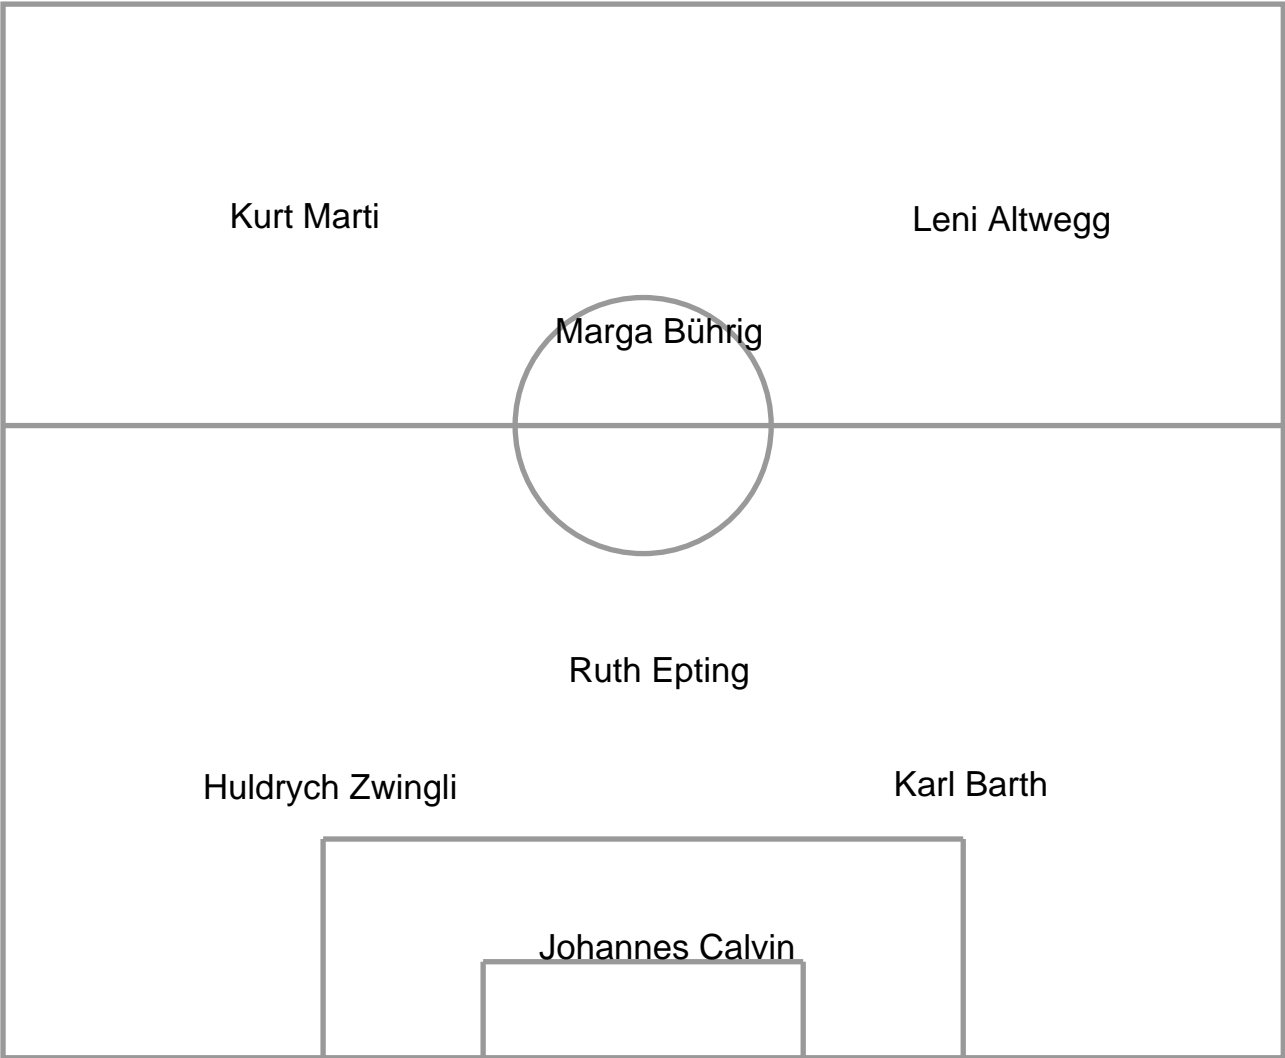 Kurt Marti
Leni Altwegg
Marga Bührig
Ruth Epting
Huldrych Zwingli
Karl Barth
Johannes Calvin